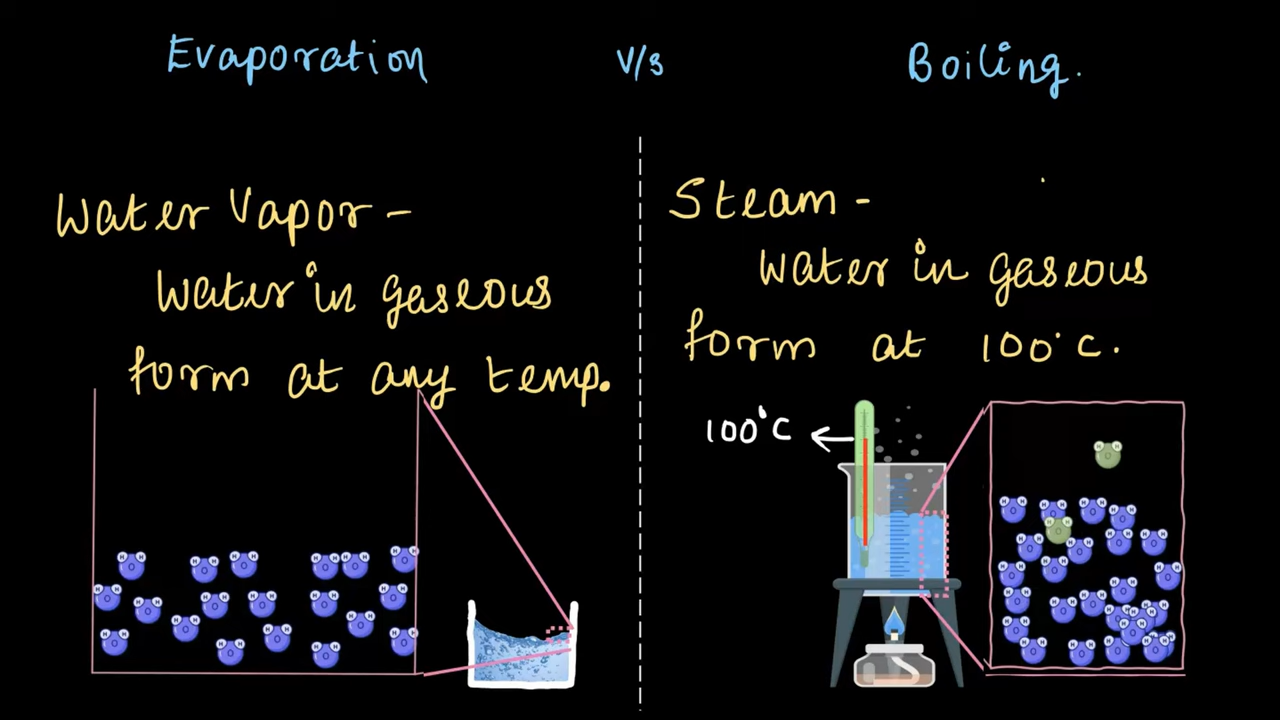 Evaporation V/s Boiling.
Water Vapor -
Water in gaseous
form at any temp.
Steam -
Water in gaseous
form at 100°C.
100°C